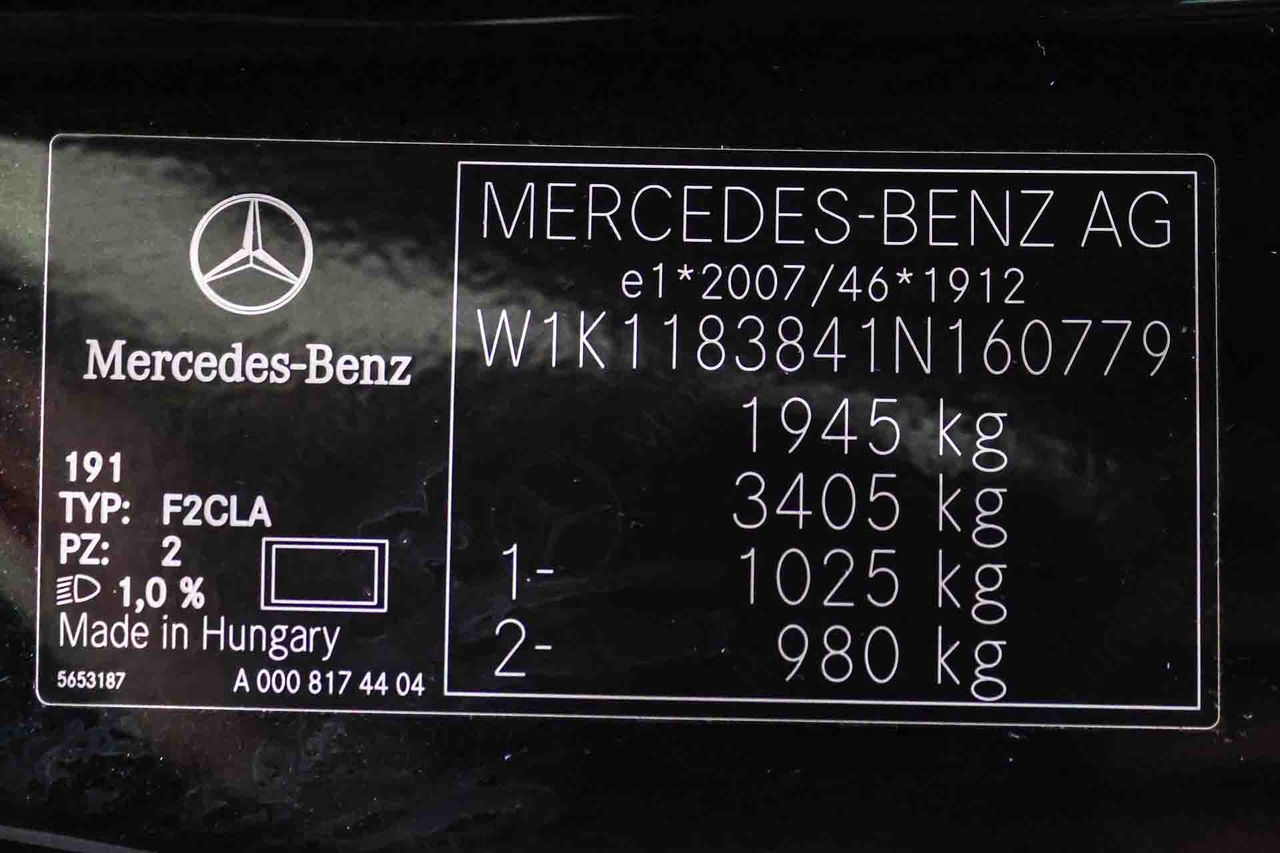 Mercedes-Benz
191
TYP: F2CLA
PZ: 2
1,0 %
Made in Hungary
5653187 A 000 817 44 04
MERCEDES-BENZ AG
e1*2007/46*1912
W1K1183841N160779
1945 kg
3405 kg
1- 1025 kg
2- 980 kg